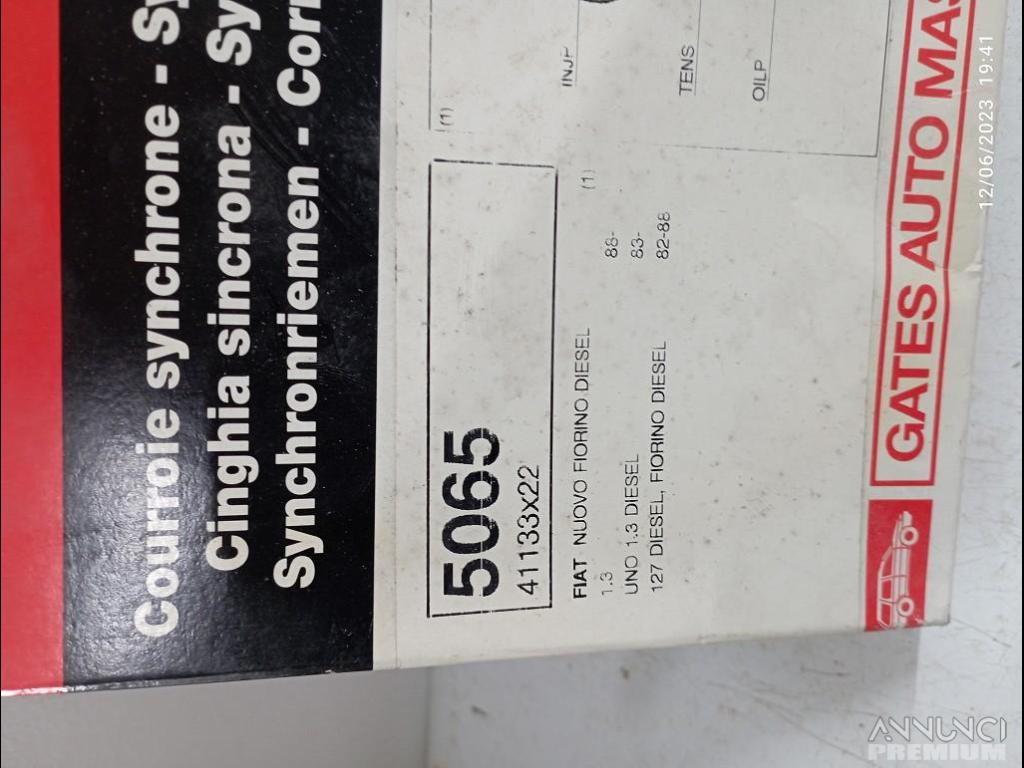 Courroie synchrone - Sy
Cinghia sincrona - Sy
Synchronriemen - Corr
5065
41133x22
FIAT NUOVO FIORINO DIESEL (1)
1.3 88-
UNO 1.3 DIESEL 83-
127 DIESEL, FIORINO DIESEL 82-88
(1)
INJP
TENS
OILP
GATES AUTO MAS
12/06/2023 19:41
ANNUNCI
PREMIUM